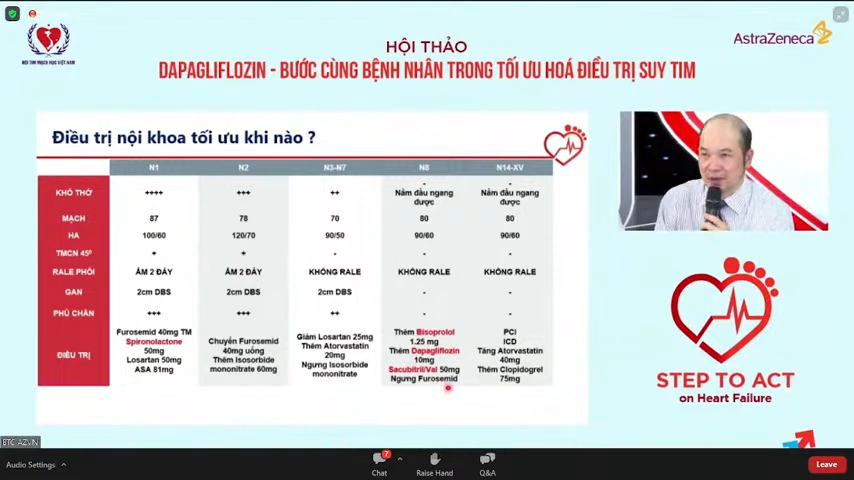 HỘI TIM MẠCH HỌC VIỆT NAM
HỘI THẢO
DAPAGLIFLOZIN - BƯỚC CÙNG BỆNH NHÂN TRONG TỐI ƯU HOÁ ĐIỀU TRỊ SUY TIM
AstraZeneca
Điều trị nội khoa tối ưu khi nào ?
N1 N2 N3-N7 N8 N14-XV
KHÓ THỞ ++++ +++ ++ - Nằm đầu ngang được - Nằm đầu ngang được
MẠCH 87 78 70 80 80
HA 100/60 120/70 90/50 90/60 90/60
TMCN 45⁰ + + - - -
RALE PHỔI ẨM 2 ĐÁY ẨM 2 ĐÁY KHÔNG RALE KHÔNG RALE KHÔNG RALE
GAN 2cm DBS 2cm DBS 2cm DBS - -
PHÙ CHÂN +++ +++ ++ - -
ĐIỀU TRỊ
Furosemid 40mg TM
Spironolactone
50mg
Losartan 50mg
ASA 81mg
Chuyển Furosemid
40mg uống
Thêm Isosorbide
mononitrate 60mg
Giảm Losartan 25mg
Thêm Atorvastatin
20mg
Ngưng Isosorbide
mononitrate
Thêm Bisoprolol
1.25 mg
Thêm Dapagliflozin
10mg
Sacubitril/Val 50mg
Ngưng Furosemid
PCI
ICD
Tăng Atorvastatin
40mg
Thêm Clopidogrel
75mg
STEP TO ACT
on Heart Failure
BTC_AZVN
Audio Settings
7
Chat
Raise Hand
Q&A
Leave